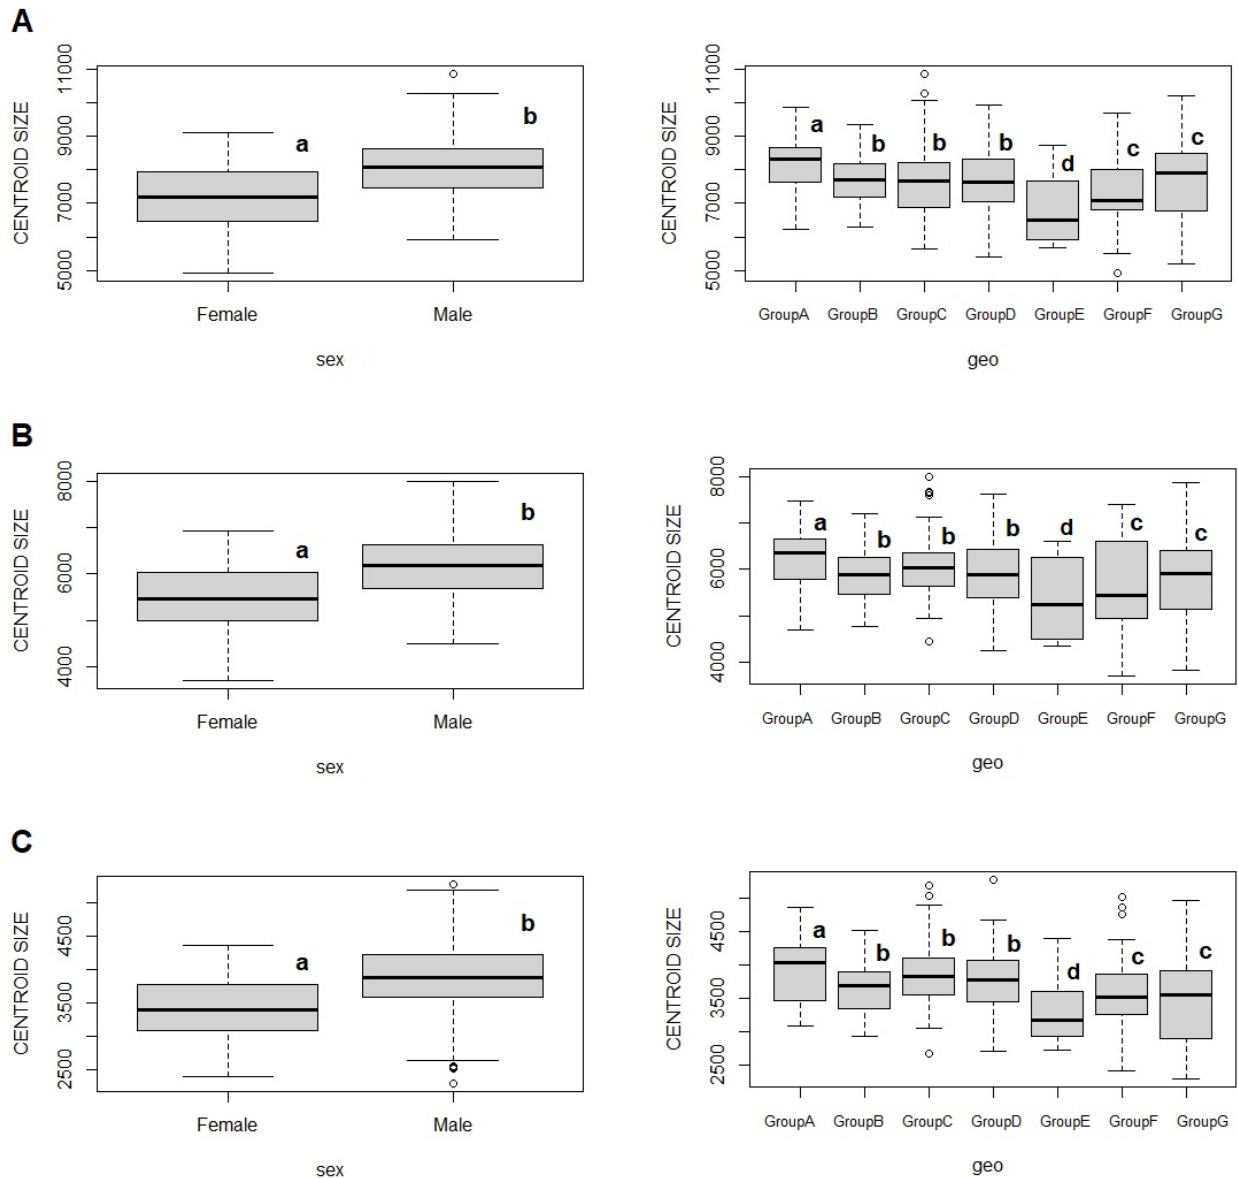 A
CENTROID SIZE
5000 7000 9000 11000
a
b
Female Male
sex
CENTROID SIZE
5000 7000 9000 11000
a b b b d c c
GroupA GroupB GroupC GroupD GroupE GroupF GroupG
geo
B
CENTROID SIZE
4000 6000 8000
a
b
Female Male
sex
CENTROID SIZE
4000 6000 8000
a b b b d c c
GroupA GroupB GroupC GroupD GroupE GroupF GroupG
geo
C
CENTROID SIZE
2500 3500 4500
a
b
Female Male
sex
CENTROID SIZE
2500 3500 4500
a b b b d c c
GroupA GroupB GroupC GroupD GroupE GroupF GroupG
geo